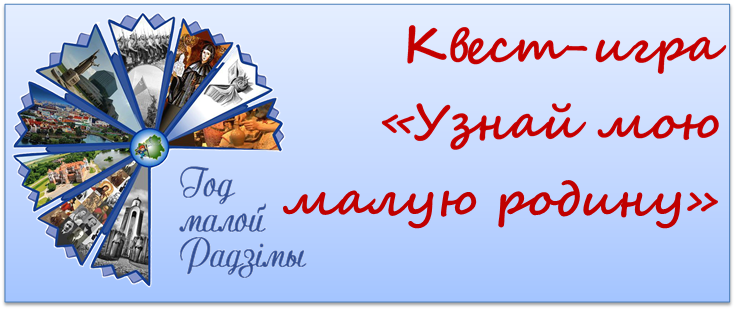 Квест-игра
«Узнай мою
малую родину»
Год
малой
Радзімы